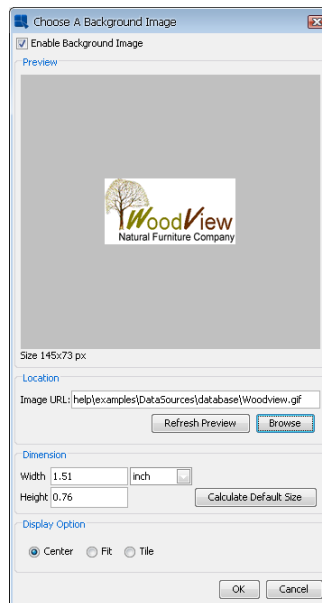 Choose A Background Image
Enable Background Image
Preview
WoodView
Natural Furniture Company
Size 145x73 px
Location
Image URL: help\examples\DataSources\database\Woodview.gif
Refresh Preview Browse
Dimension
Width 1.51 inch
Height 0.76 Calculate Default Size
Display Option
Center Fit Tile
OK Cancel